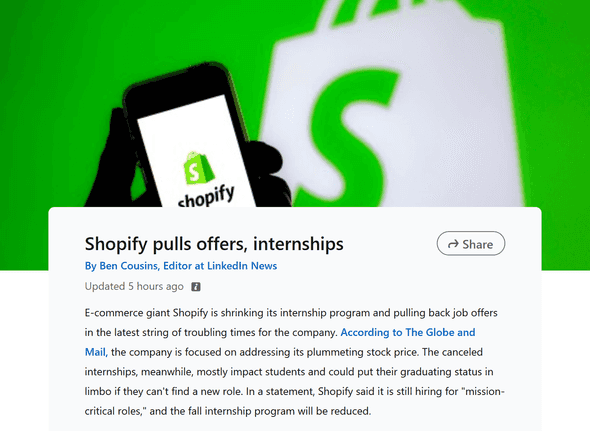 shopify
Shopify pulls offers, internships
Share
By Ben Cousins, Editor at LinkedIn News
Updated 5 hours ago
E-commerce giant Shopify is shrinking its internship program and pulling back job offers
in the latest string of troubling times for the company. According to The Globe and
Mail, the company is focused on addressing its plummeting stock price. The canceled
internships, meanwhile, mostly impact students and could put their graduating status in
limbo if they can't find a new role. In a statement, Shopify said it is still hiring for "mission-
critical roles," and the fall internship program will be reduced.